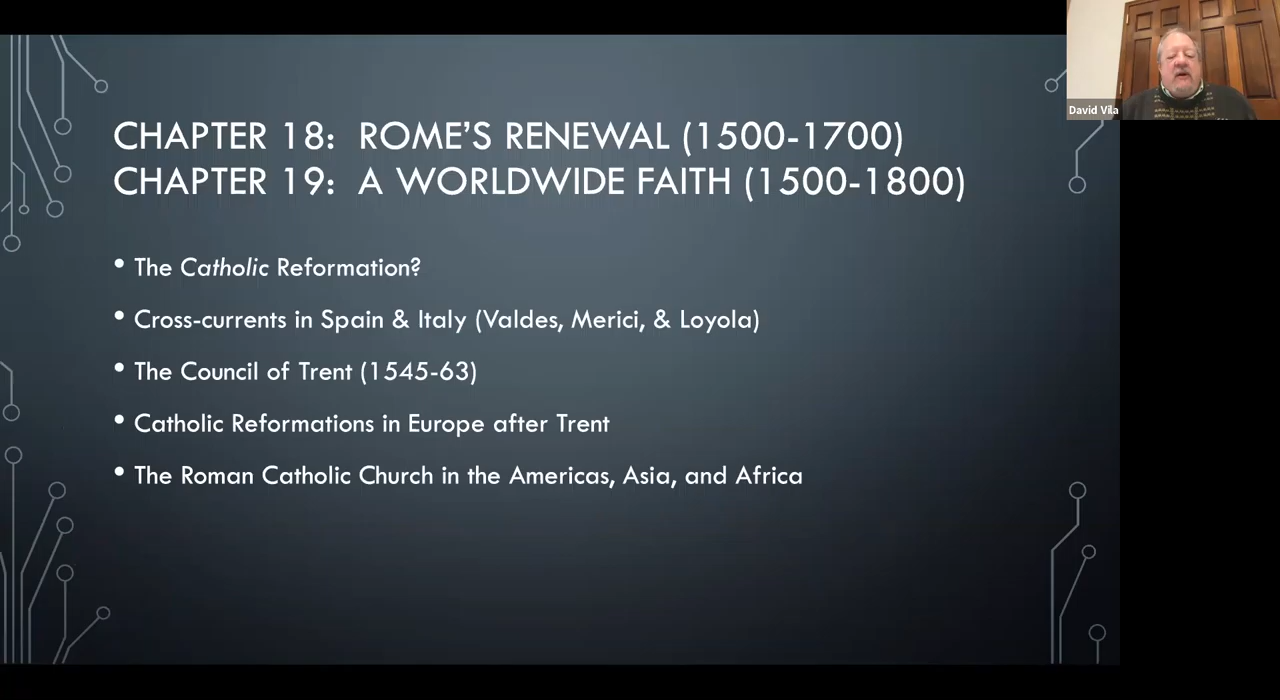 CHAPTER 18: ROME'S RENEWAL (1500-1700)
CHAPTER 19: A WORLDWIDE FAITH (1500-1800)
• The Catholic Reformation?
• Cross-currents in Spain & Italy (Valdes, Merici, & Loyola)
• The Council of Trent (1545-63)
• Catholic Reformations in Europe after Trent
• The Roman Catholic Church in the Americas, Asia, and Africa
David Vila